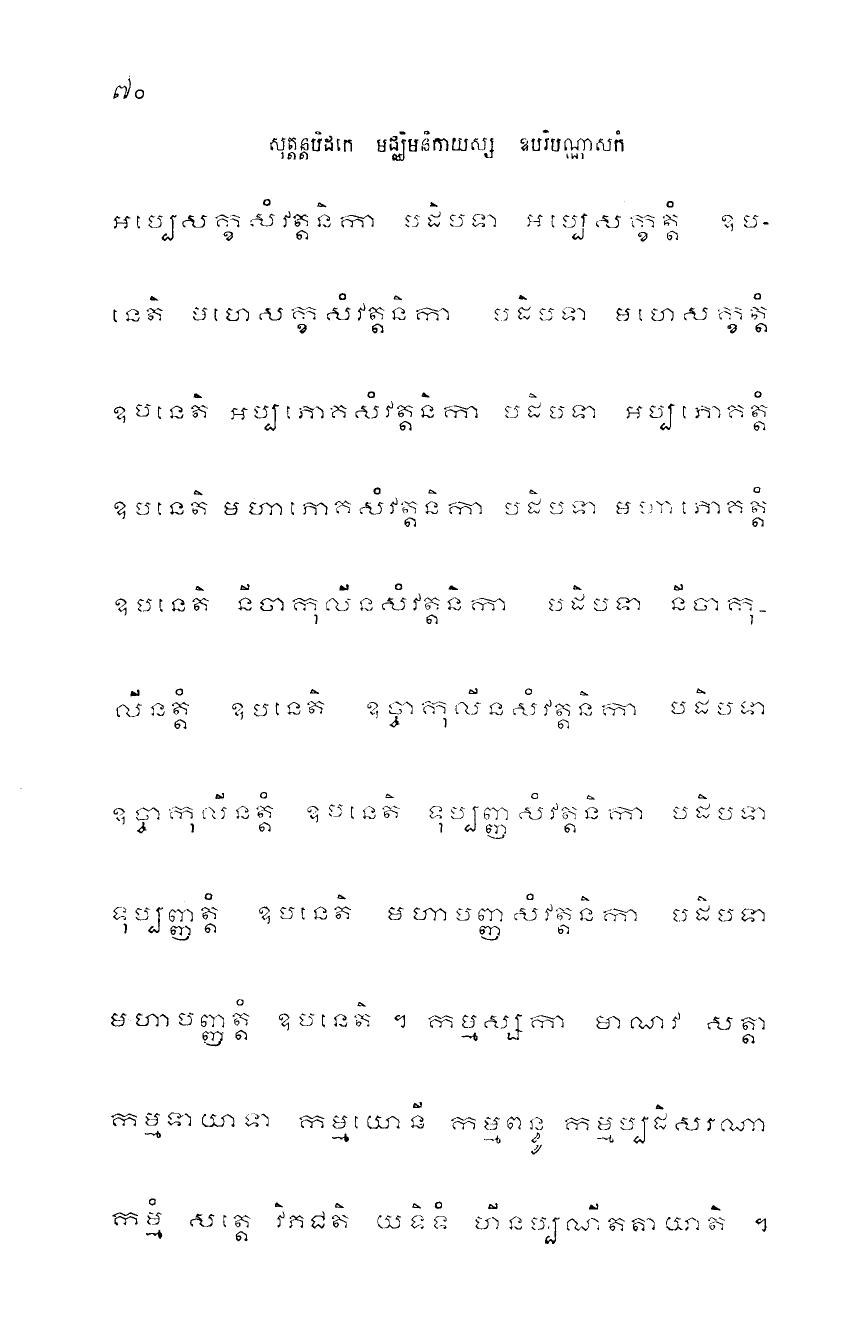 ៧០
សុត្តន្តបិដកេ មជ្ឈិមនិកាយស្ស ឧបរិបណ្ណាសកំ
អប្បេសក្ខសំវត្តនិកា បដិបទា អប្បេសក្ខត្តំ ឧប-
នេតិ មហេសក្ខសំវត្តនិកា បដិបទា មហេសក្ខត្តំ
ឧបនេតិ អប្បភោគសំវត្តនិកា បដិបទា អប្បភោគត្តំ
ឧបនេតិ មហាភោគសំវត្តនិកា បដិបទា មហាភោគត្តំ
ឧបនេតិ នីចាកុលីនសំវត្តនិកា បដិបទា នីចាកុ-
លីនត្តំ ឧបនេតិ ឧច្ចាកុលីនសំវត្តនិកា បដិបទា
ឧច្ចាកុលីនត្តំ ឧបនេតិ ទុប្បញ្ញសំវត្តនិកា បដិបទា
ទុប្បញ្ញត្តំ ឧបនេតិ មហាបញ្ញសំវត្តនិកា បដិបទា
មហាបញ្ញត្តំ ឧបនេតិ ។ កម្មស្សកា មាណវ សត្តា
កម្មទាយាទា កម្មយោនី កម្មពន្ធូ កម្មប្បដិសរណា
កម្មំ សត្តេ វិភជតិ យទិទំ ហីនប្បណីតតាយាតិ ។